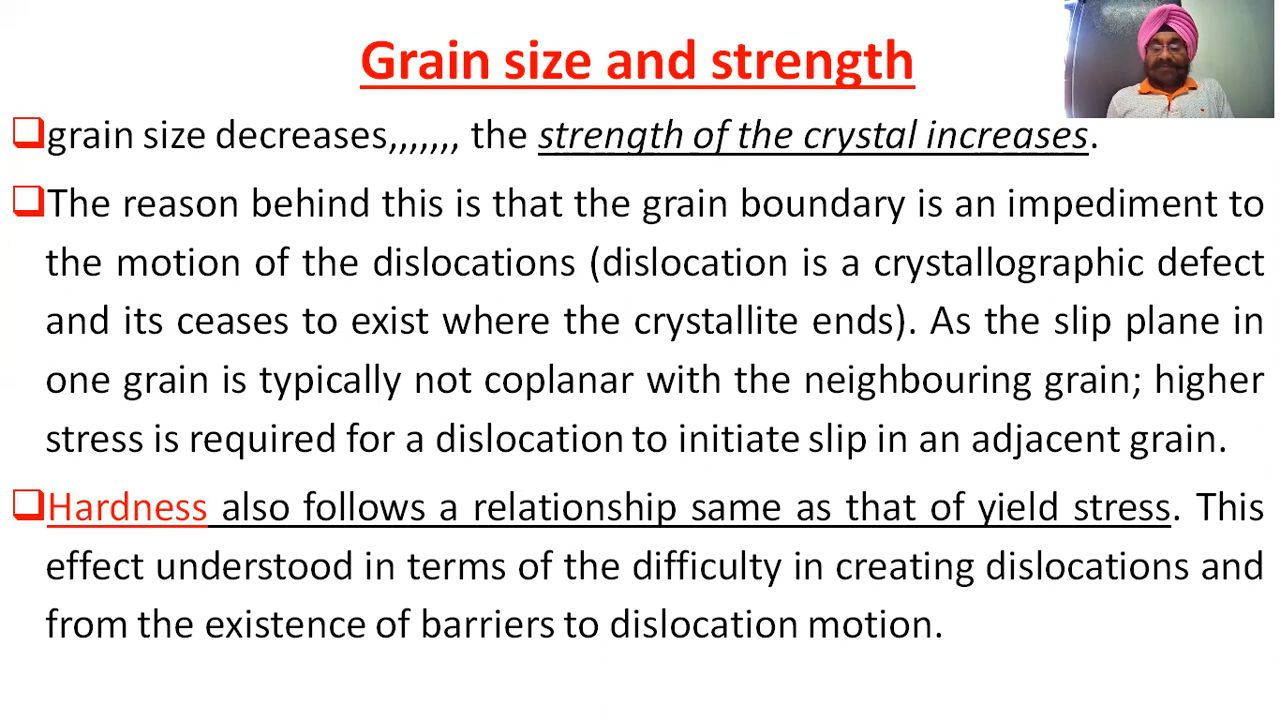 Grain size and strength
grain size decreases,,,,,,, the strength of the crystal increases.
The reason behind this is that the grain boundary is an impediment to
the motion of the dislocations (dislocation is a crystallographic defect
and its ceases to exist where the crystallite ends). As the slip plane in
one grain is typically not coplanar with the neighbouring grain; higher
stress is required for a dislocation to initiate slip in an adjacent grain.
Hardness also follows a relationship same as that of yield stress. This
effect understood in terms of the difficulty in creating dislocations and
from the existence of barriers to dislocation motion.